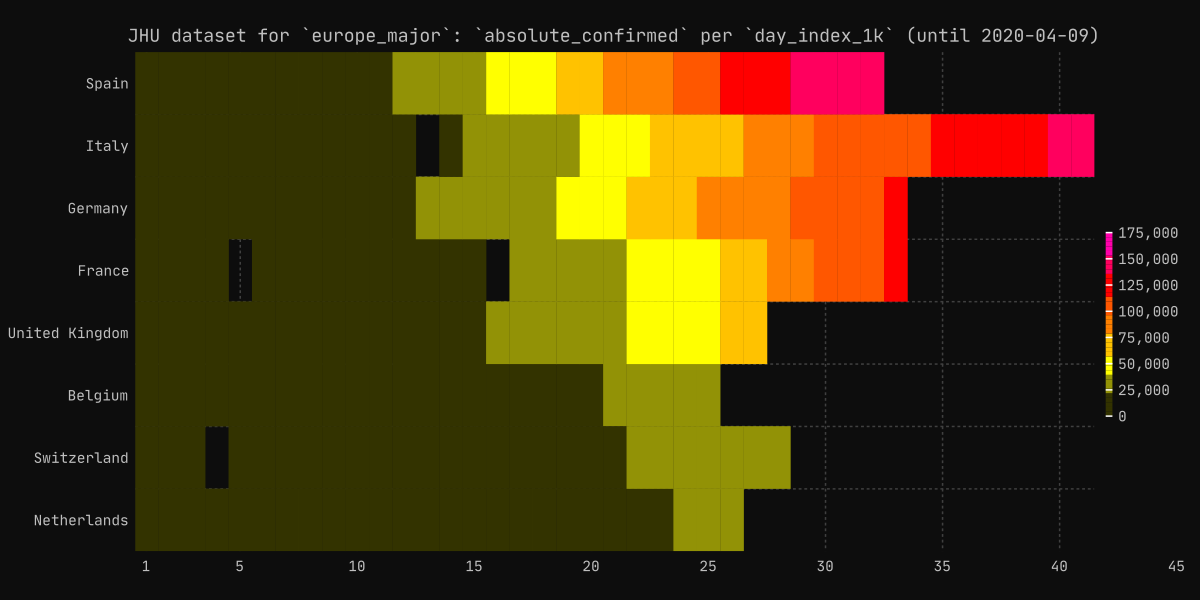 JHU dataset for `europe_major`: `absolute_confirmed` per `day_index_1k` (until 2020-04-09)
Spain
Italy
Germany
France
United Kingdom
Belgium
Switzerland
Netherlands
175,000
150,000
125,000
100,000
75,000
50,000
25,000
0
1 5 10 15 20 25 30 35 40 45